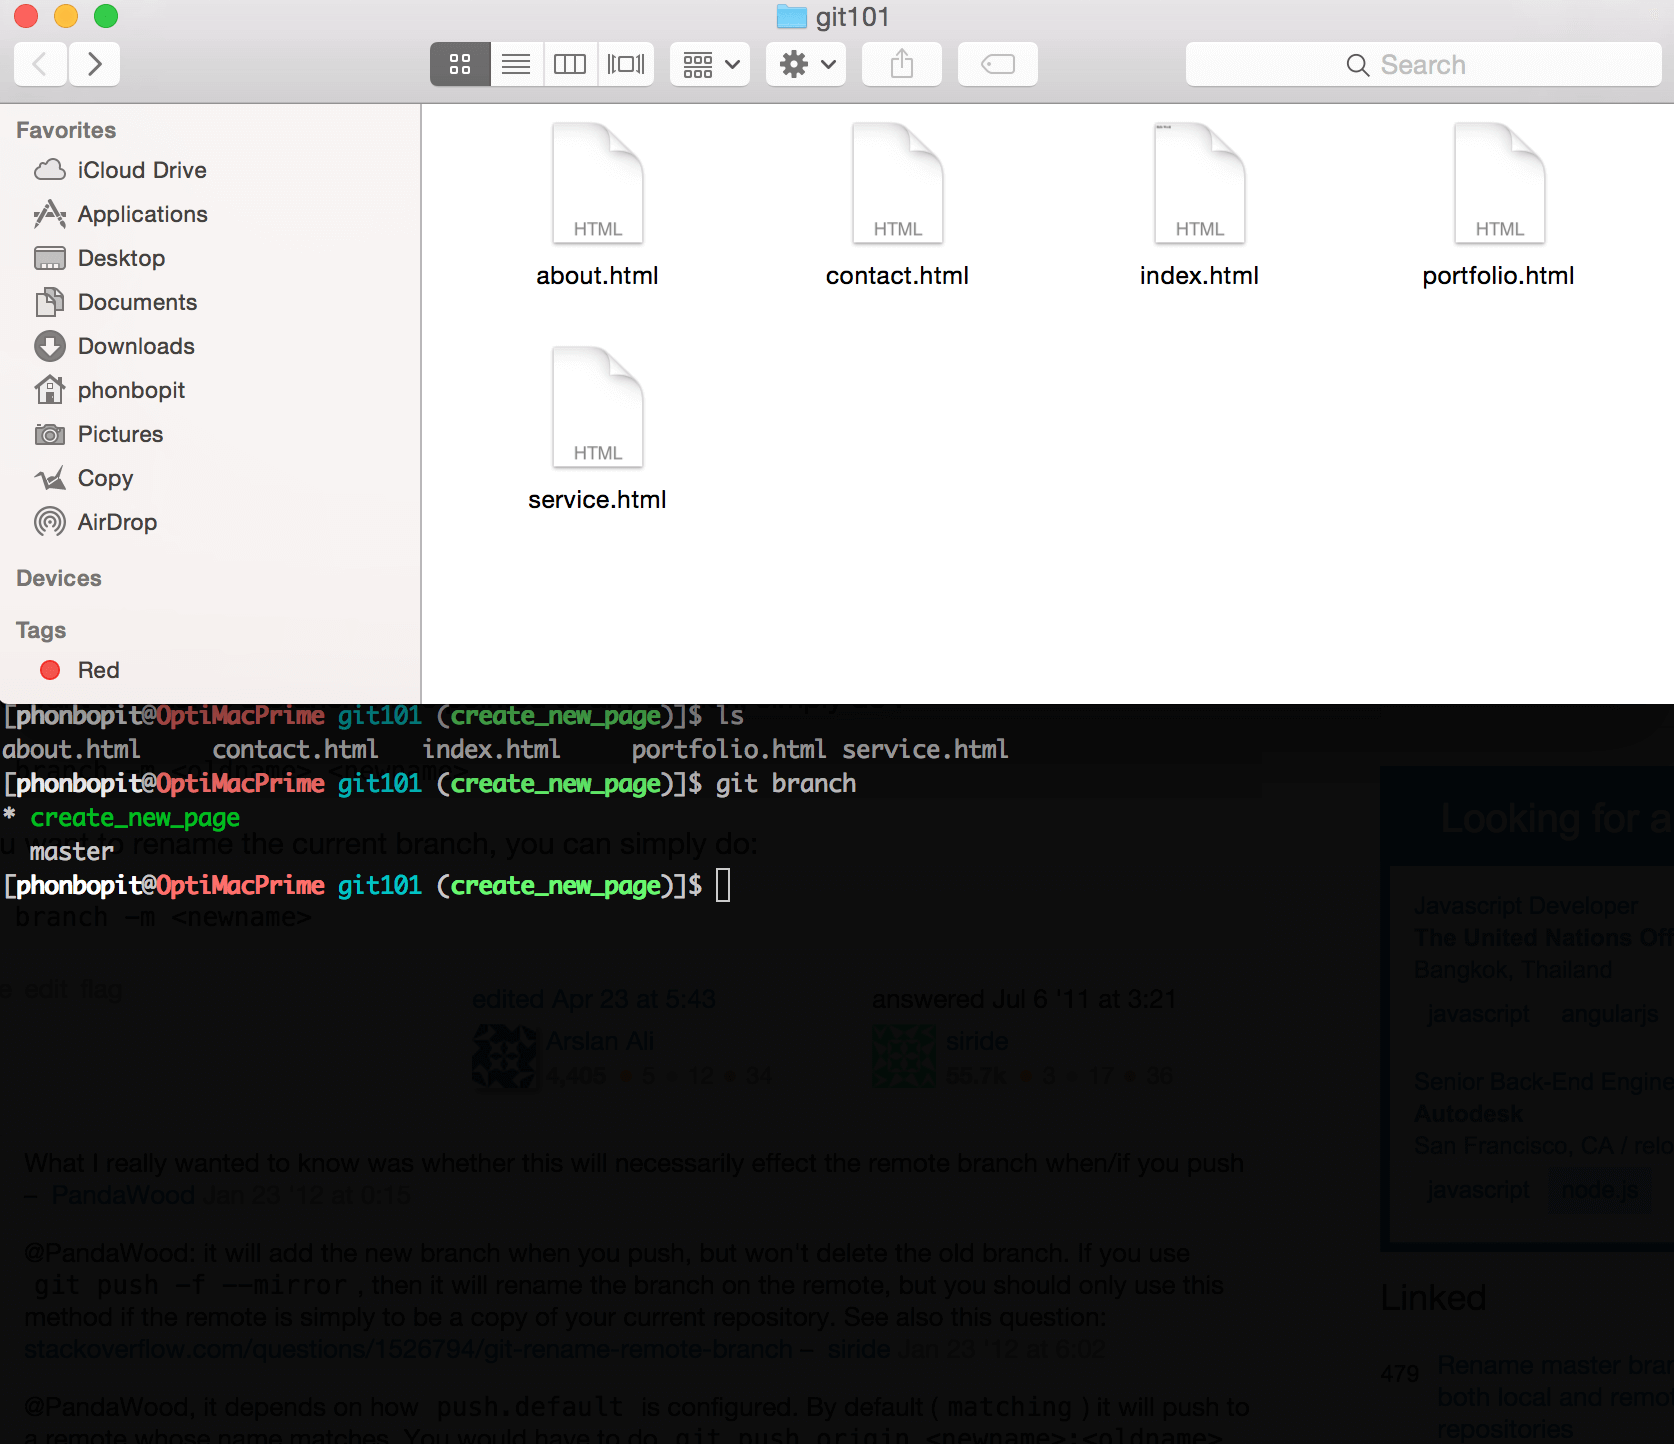 git101
Search
Favorites
iCloud Drive
Applications
Desktop
Documents
Downloads
phonbopit
Pictures
Copy
AirDrop
Devices
Tags
Red
HTML
HTML
HTML
HTML
about.html
contact.html
index.html
portfolio.html
HTML
service.html
[phonbopit@OptiMacPrime git101 (create_new_page)]$ ls
about.html contact.html index.html portfolio.html service.html
branch -m <oldname> <newname>
[phonbopit@OptiMacPrime git101 (create_new_page)]$ git branch
* create_new_page
u want to rename the current branch, you can simply do:
master
[phonbopit@OptiMacPrime git101 (create_new_page)]$
branch -m <newname>
e edit flag
edited Apr 23 at 5:43
Arslan Ali
4,405 5 12 34
answered Jul 6 '11 at 3:21
siride
55.7k 3 17 36
What I really wanted to know was whether this will necessarily effect the remote branch when/if you push
– PandaWood Jan 23 '12 at 0:15
@PandaWood: it will add the new branch when you push, but won't delete the old branch. If you use
git push -f --mirror , then it will rename the branch on the remote, but you should only use this
method if the remote is simply to be a copy of your current repository. See also this question:
stackoverflow.com/questions/1526794/git-rename-remote-branch – siride Jan 23 '12 at 6:02
@PandaWood, it depends on how push.default is configured. By default ( matching ) it will push to
a remote whose name matches. You would have to do git push origin <newname>:<oldname>
Looking for a
Javascript Developer
The United Nations Off
Bangkok, Thailand
javascript angularjs
Senior Back-End Engine
Autodesk
San Francisco, CA / relo
javascript node.js
Linked
479 Rename master bran
both local and remo
repositories